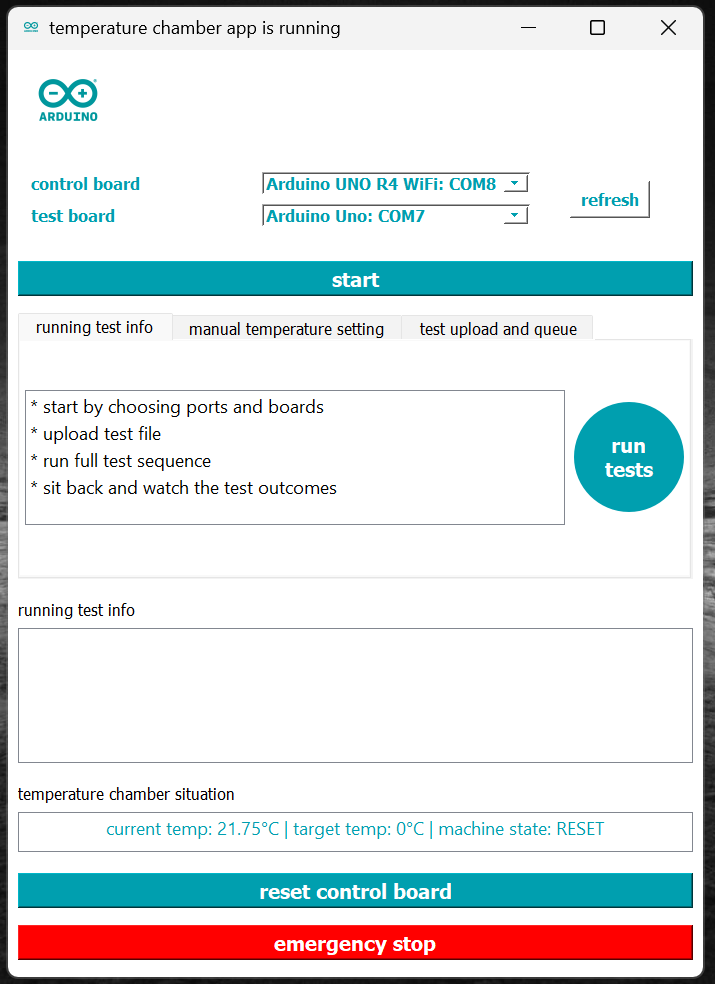 temperature chamber app is running
ARDUINO
control board
Arduino UNO R4 WiFi: COM8
refresh
test board
Arduino Uno: COM7
start
running test info
manual temperature setting
test upload and queue
* start by choosing ports and boards
* upload test file
* run full test sequence
* sit back and watch the test outcomes
run
tests
running test info
temperature chamber situation
current temp: 21.75°C | target temp: 0°C | machine state: RESET
reset control board
emergency stop